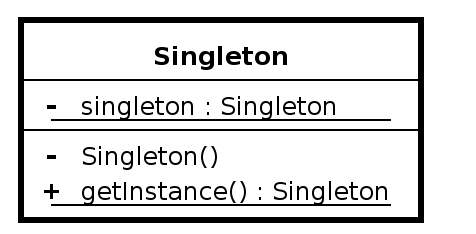 Singleton
- singleton : Singleton
- Singleton()
+ getInstance() : Singleton